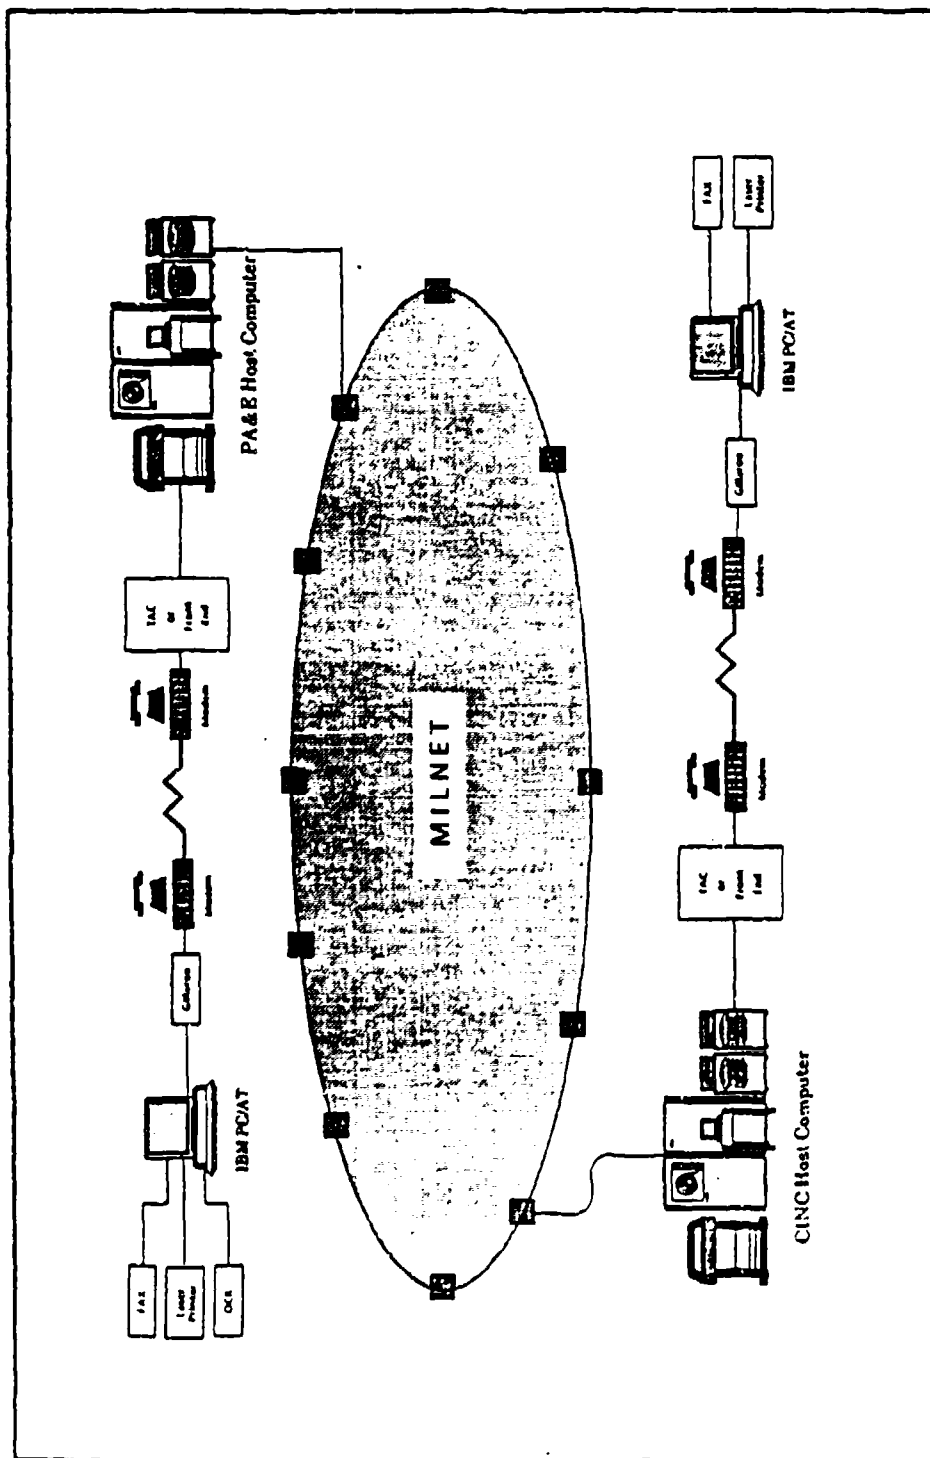 FAX
Laser
Printer
OCR
IBM PC/AT
Modem
Modem
TAC
or
Front
End
PA&E Host Computer
MILNET
CINC Host Computer
TAC
or
Front
End
Modem
Modem
IBM PC/AT
FAX
Laser
Printer